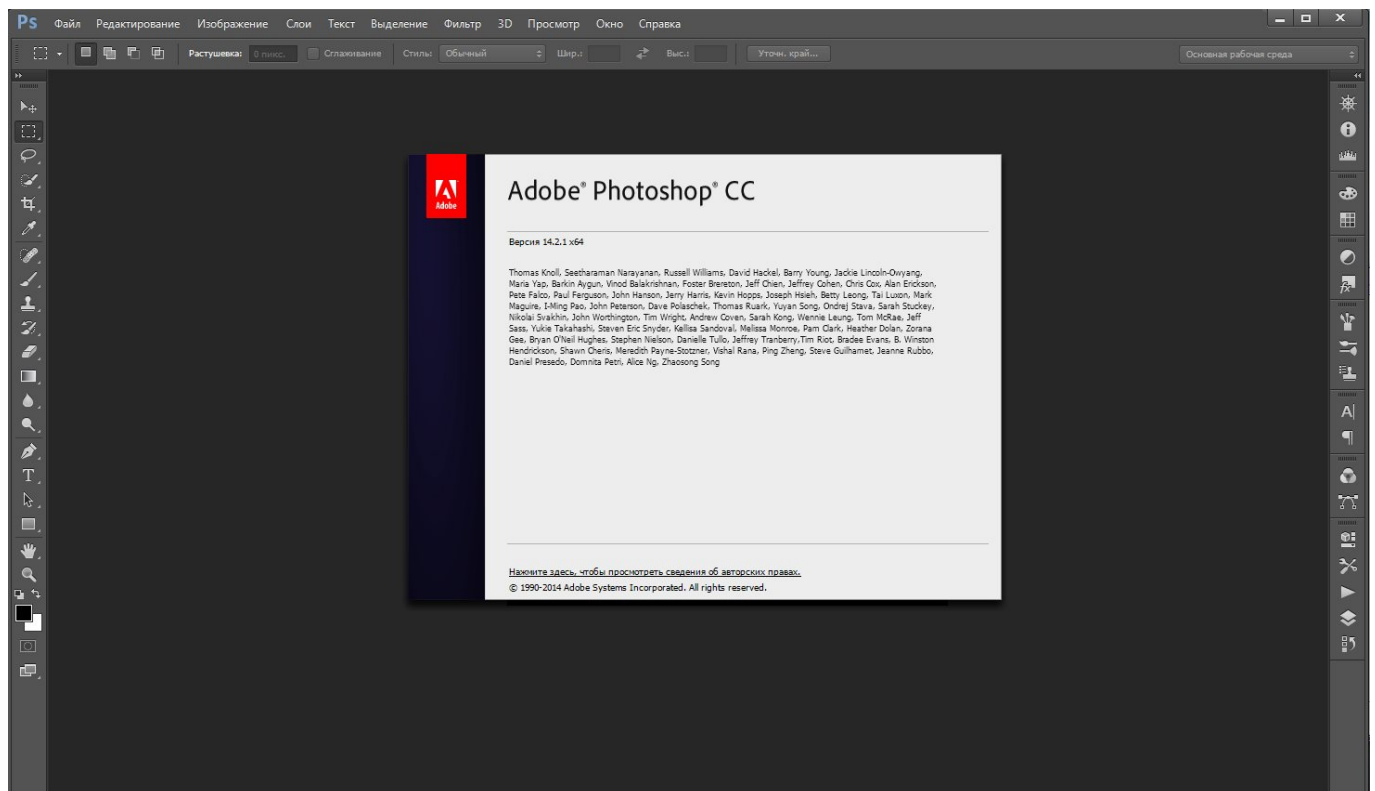 Ps Файл Редактирование Изображение Слои Текст Выделение Фильтр 3D Просмотр Окно Справка
Растушевка: 0 пикс. Сглаживание Стиль: Обычный Шир.: Выс.: Уточн. край... Основная рабочая среда
Adobe
Adobe® Photoshop® CC
Версия 14.2.1 x64
Thomas Knoll, Seetharaman Narayanan, Russell Williams, David Hackel, Barry Young, Jackie Lincoln-Owyang,
Maria Yap, Barkin Aygun, Vinod Balakrishnan, Foster Brereton, Jeff Chien, Jeffrey Cohen, Chris Cox, Alan Erickson,
Pete Falco, Paul Ferguson, John Hanson, Jerry Harris, Kevin Hopps, Joseph Hsieh, Betty Leong, Tai Luxon, Mark
Maguire, I-Ming Pao, John Peterson, Dave Polaschek, Thomas Ruark, Yuyan Song, Ondrej Stava, Sarah Stuckey,
Nikolai Svakhin, John Worthington, Tim Wright, Andrew Coven, Sarah Kong, Wennie Leung, Tom McRae, Jeff
Sass, Yukie Takahashi, Steven Eric Snyder, Kellisa Sandoval, Melissa Monroe, Pam Clark, Heather Dolan, Zorana
Gee, Bryan O'Neil Hughes, Stephen Nielson, Danielle Tullo, Jeffrey Tranberry,Tim Riot, Bradee Evans, B. Winston
Hendrickson, Shawn Cheris, Meredith Payne-Stotzner, Vishal Rana, Ping Zheng, Steve Guilhamet, Jeanne Rubbo,
Daniel Presedo, Domnita Petri, Alice Ng, Zhaosong Song
Нажмите здесь, чтобы просмотреть сведения об авторских правах.
© 1990-2014 Adobe Systems Incorporated. All rights reserved.